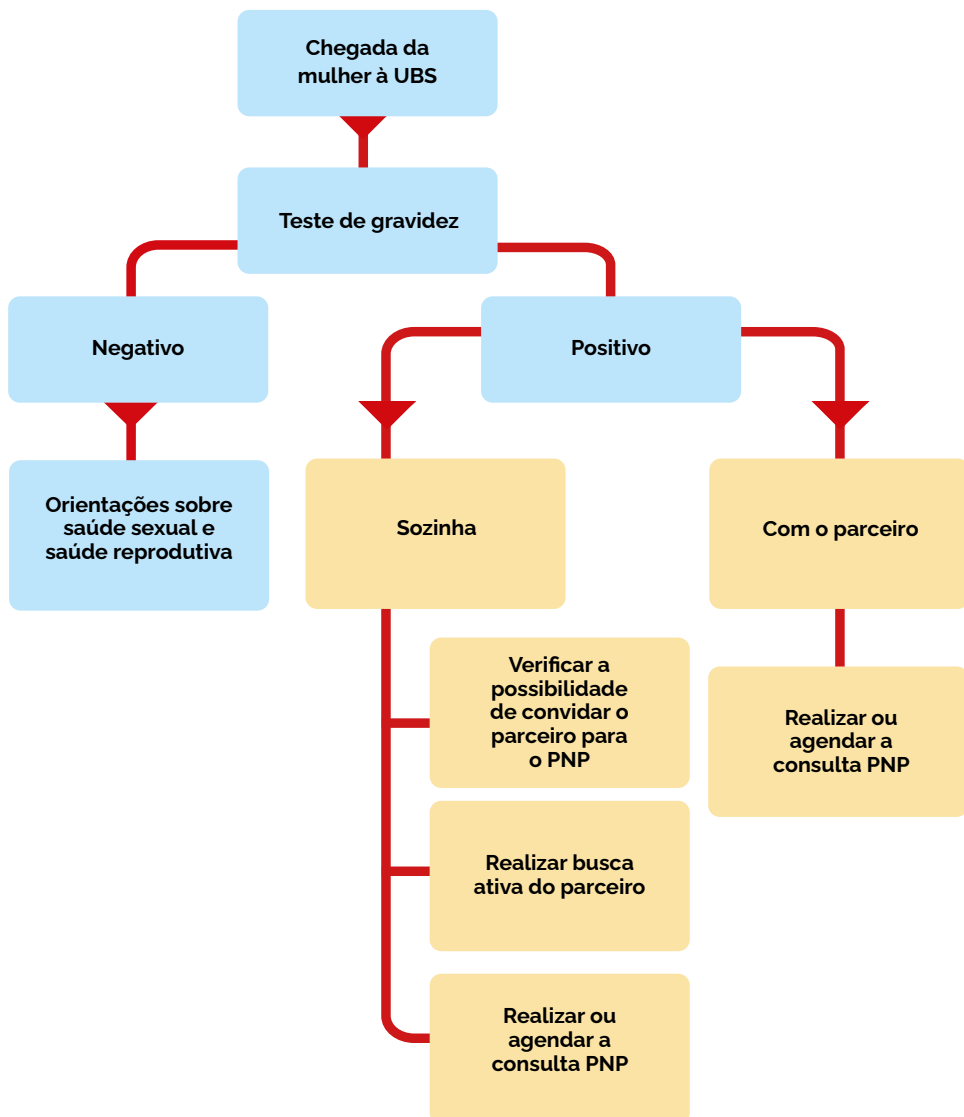 Chegada da
mulher à UBS
Teste de gravidez
Negativo
Positivo
Orientações sobre
saúde sexual e
saúde reprodutiva
Sozinha
Com o parceiro
Verificar a
possibilidade
de convidar o
parceiro para
o PNP
Realizar ou
agendar a
consulta PNP
Realizar busca
ativa do parceiro
Realizar ou
agendar a
consulta PNP